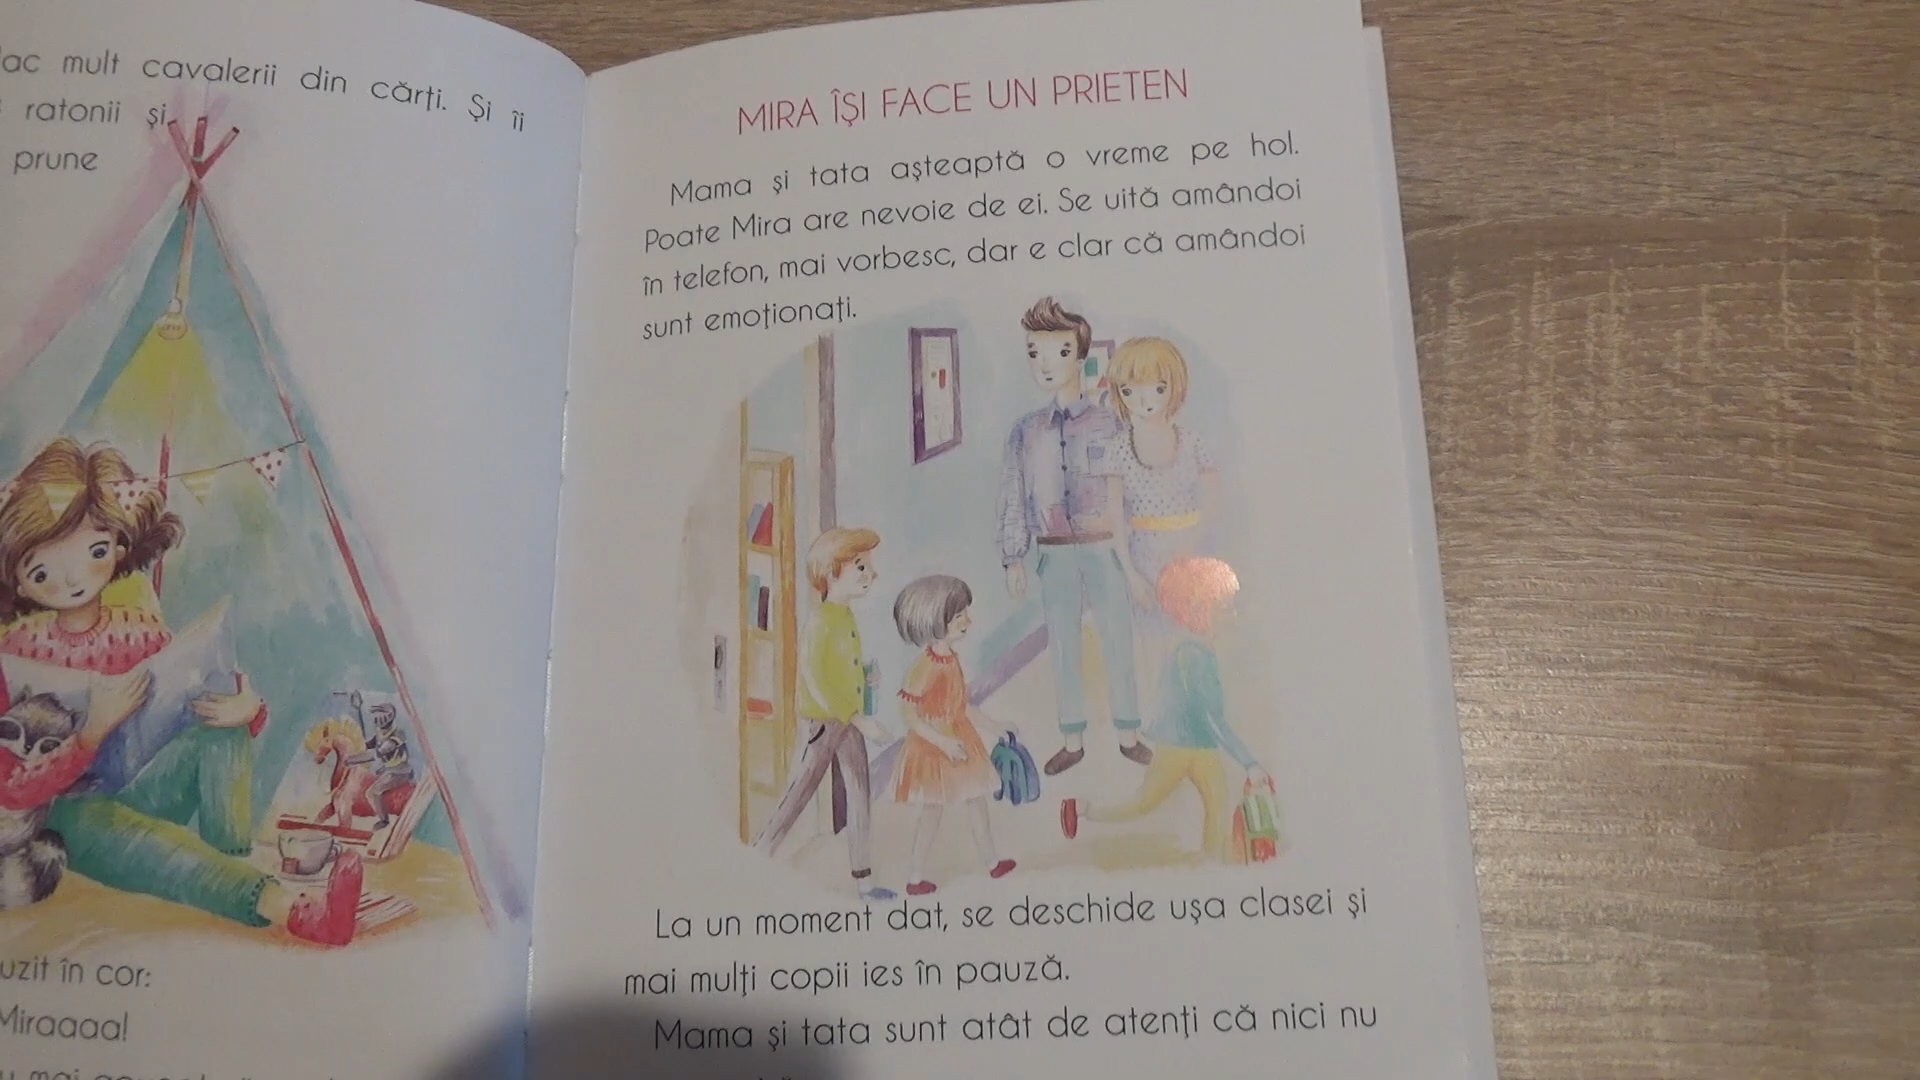 mult cavalerii din cărți. Și îi
ratonii și
prune
uzit în cor:
Miraaaa!
MIRA ÎȘI FACE UN PRIETEN
Mama și tata așteaptă o vreme pe hol.
Poate Mira are nevoie de ei. Se uită amândoi
în telefon, mai vorbesc, dar e clar că amândoi
sunt emoționați.
La un moment dat, se deschide ușa clasei și
mai mulți copii ies în pauză.
Mama și tata sunt atât de atenți că nici nu